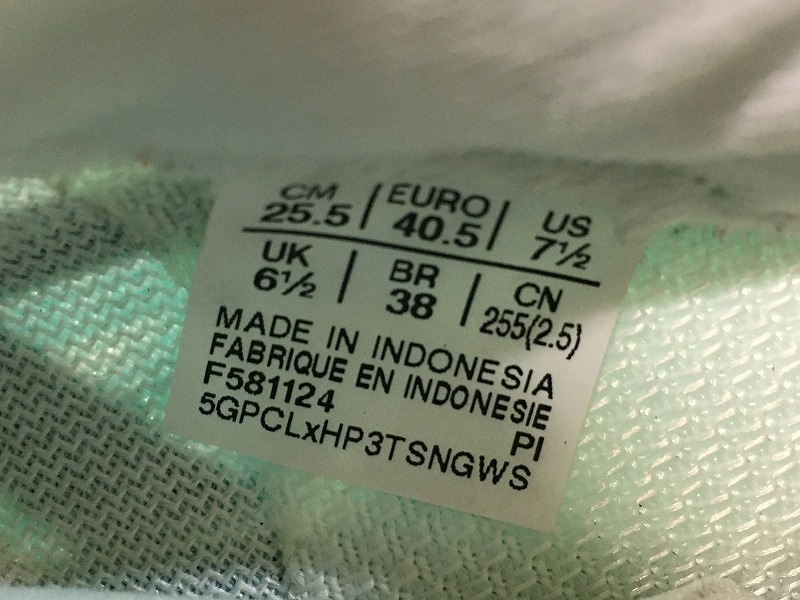 CM / EURO / US
25.5 / 40.5 / 7½
UK | BR | CN
6½ | 38 | 255(2.5)
MADE IN INDONESIA
FABRIQUE EN INDONESIE
F581124 PI
5GPCLxHP3TSNGWS